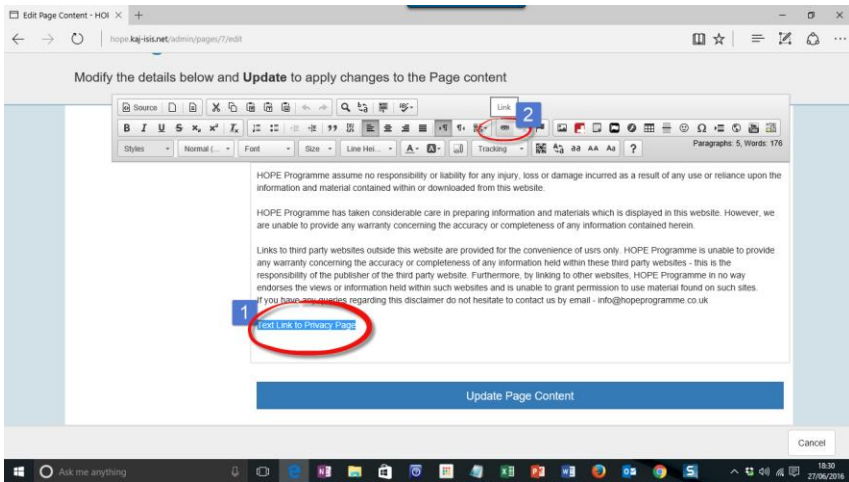 Edit Page Content - HOI
hope.kaj-isis.net/admin/pages/7/edit
Modify the details below and Update to apply changes to the Page content
Source
Link
2
B I U S x₂ x² Tx
Styles Normal (... Font Size Line Hei... A A Tracking aa AA Aa ? Paragraphs: 5, Words: 176
HOPE Programme assume no responsibility or liability for any injury, loss or damage incurred as a result of any use or reliance upon the
information and material contained within or downloaded from this website.
HOPE Programme has taken considerable care in preparing information and materials which is displayed in this website. However, we
are unable to provide any warranty concerning the accuracy or completeness of any information contained herein.
Links to third party websites outside this website are provided for the convenience of usrs only. HOPE Programme is unable to provide
any warranty concerning the accuracy or completeness of any information held within these third party websites - this is the
responsibility of the publisher of the third party website. Furthermore, by linking to other websites, HOPE Programme in no way
endorses the views or information held within such websites and is unable to grant permission to use material found on such sites.
If you have any queries regarding this disclaimer do not hesitate to contact us by email - info@hopeprogramme.co.uk
1
Text Link to Privacy Page
Update Page Content
Cancel
Ask me anything
18:30
27/06/2016